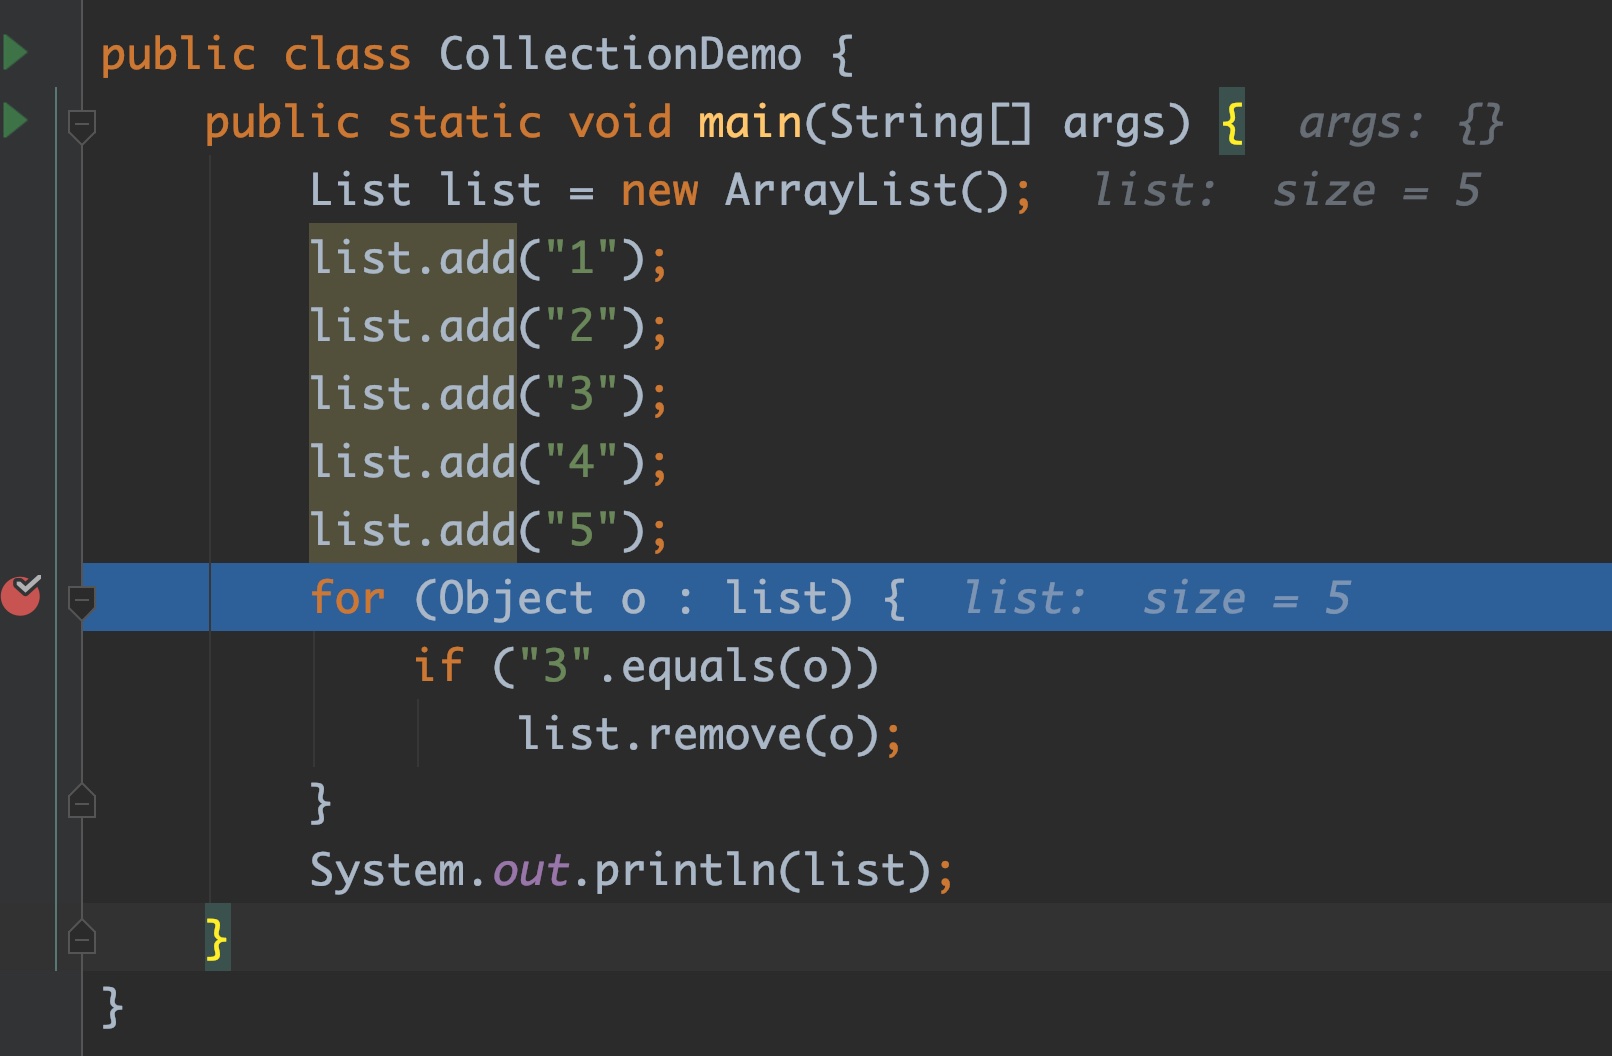 public class CollectionDemo {
public static void main(String[] args) { args: {}
List list = new ArrayList(); list: size = 5
list.add("1");
list.add("2");
list.add("3");
list.add("4");
list.add("5");
for (Object o : list) { list: size = 5
if ("3".equals(o))
list.remove(o);
}
System.out.println(list);
}
}